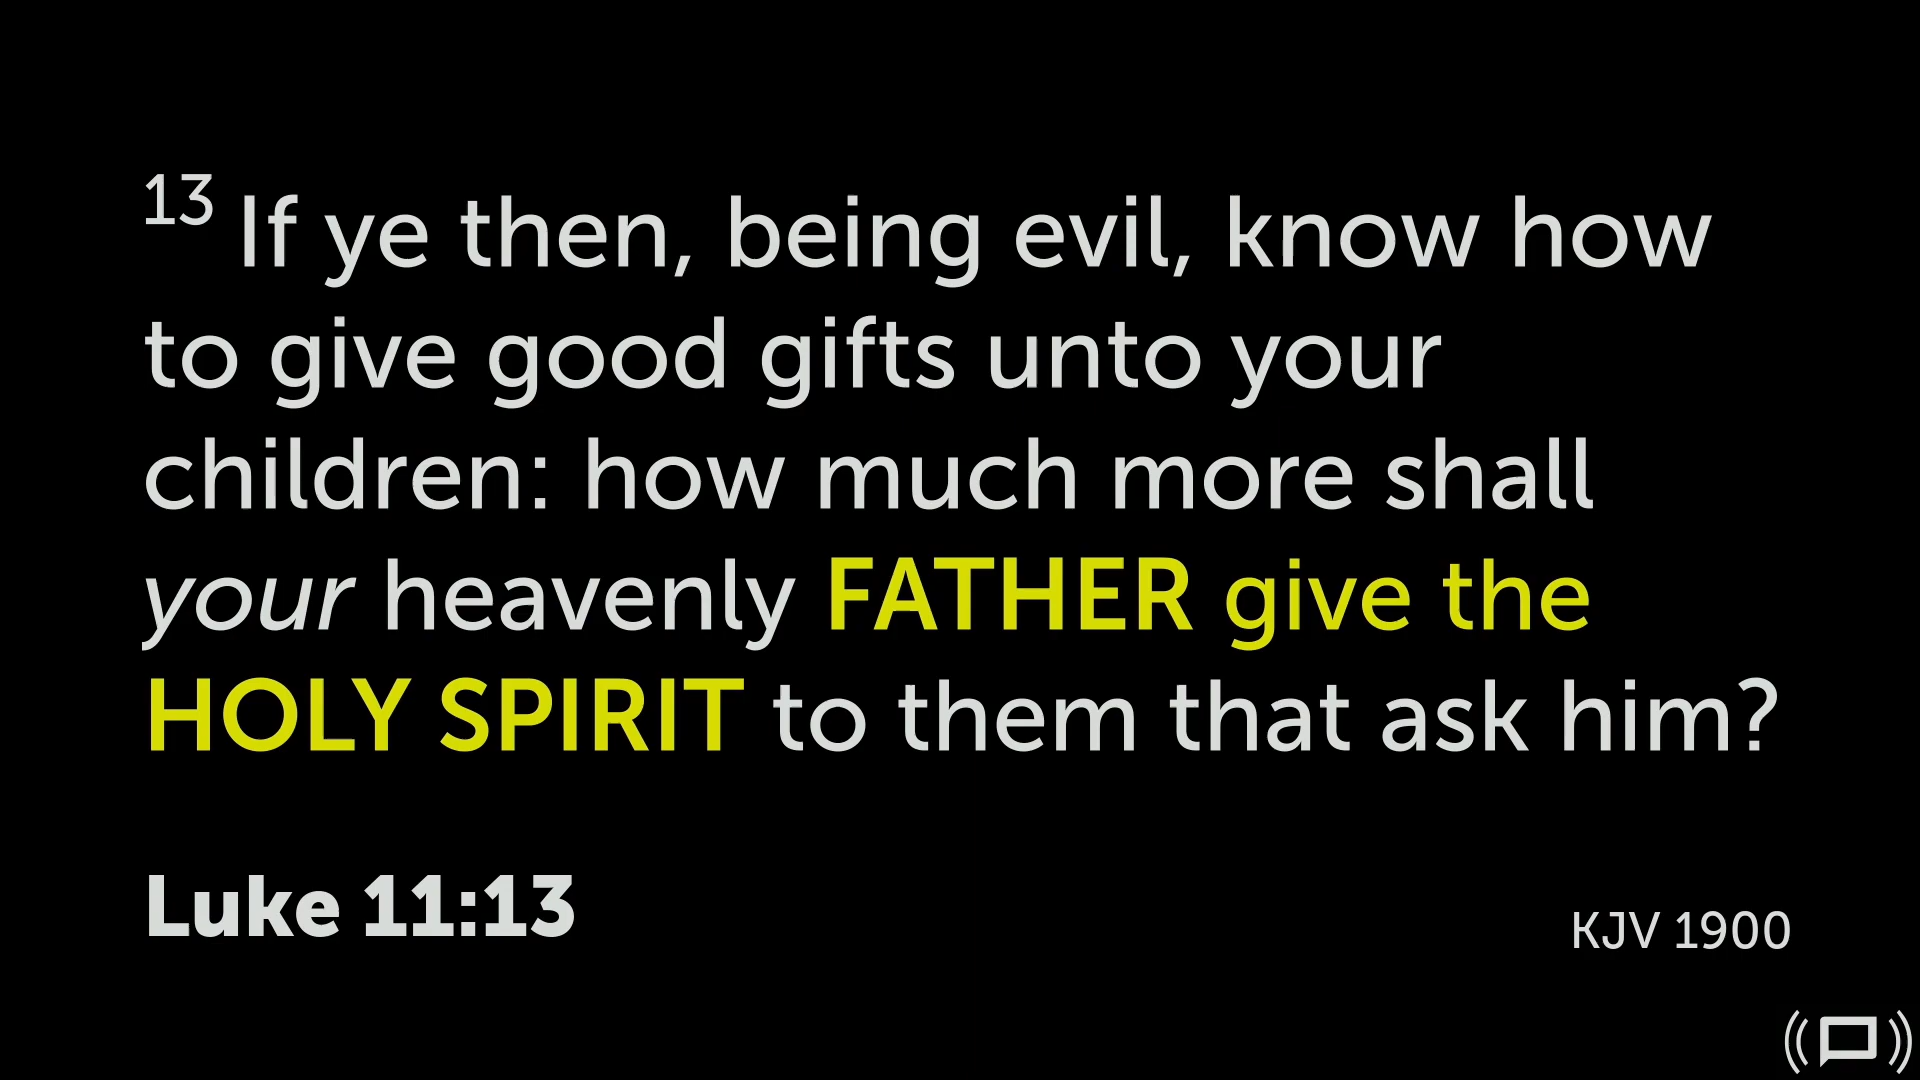 13 If ye then, being evil, know how
to give good gifts unto your
children: how much more shall
your heavenly FATHER give the
HOLY SPIRIT to them that ask him?
Luke 11:13
KJV 1900